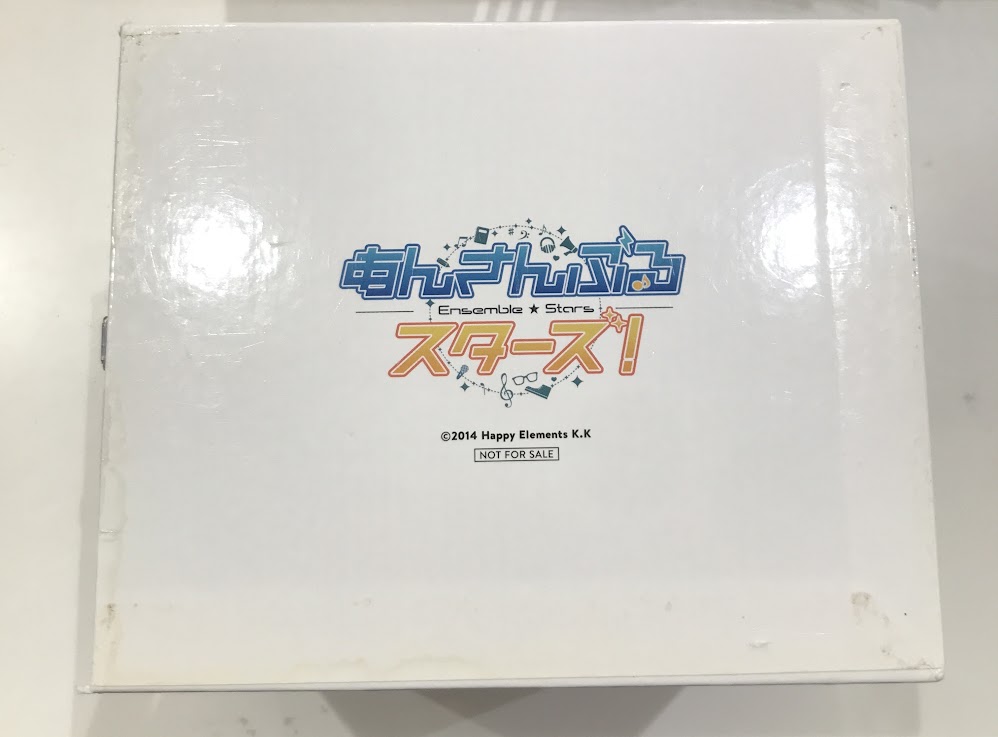 あんさんぶる
Ensemble ★ Stars
スターズ!
©2014 Happy Elements K.K
NOT FOR SALE